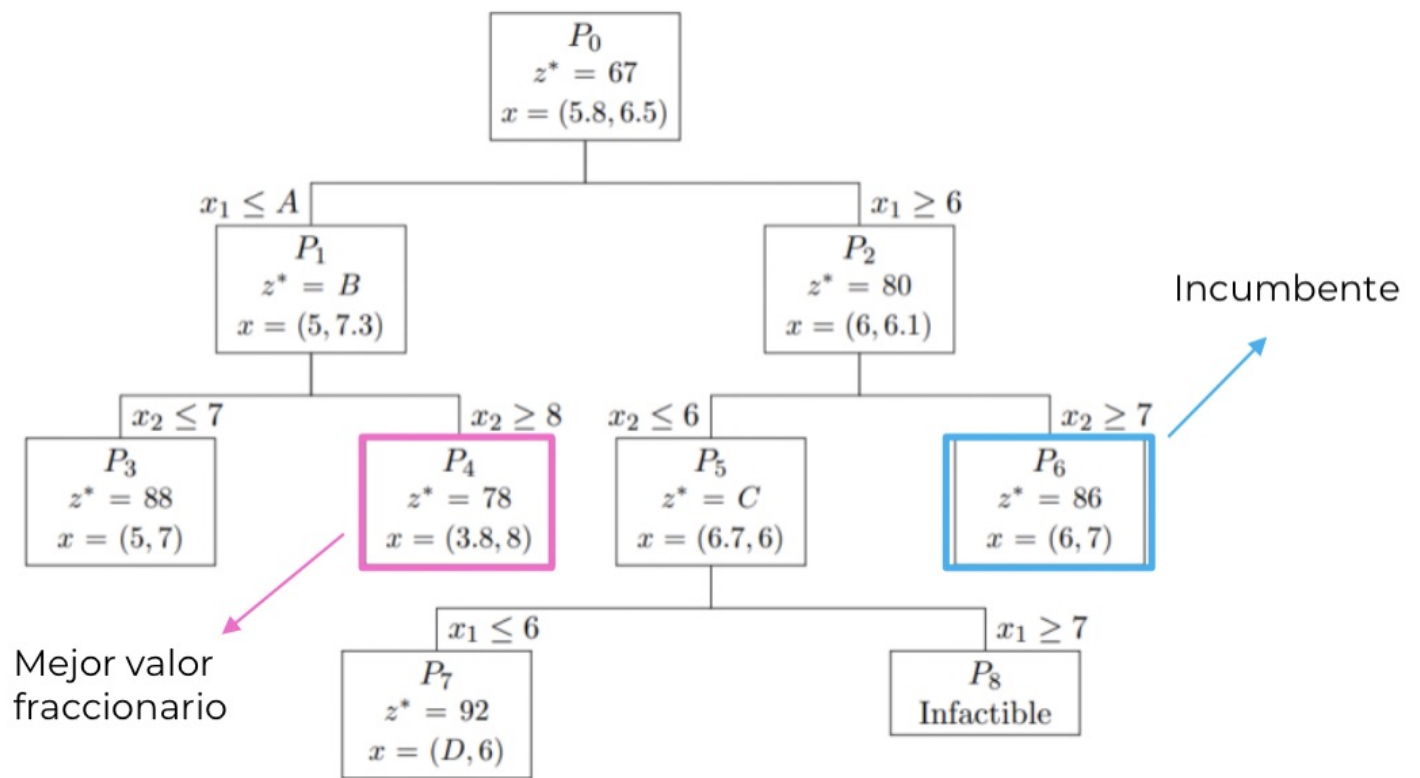 P₀
z* = 67
x = (5.8, 6.5)
x₁ ≤ A
x₁ ≥ 6
P₁
z* = B
x = (5, 7.3)
P₂
z* = 80
x = (6, 6.1)
Incumbente
x₂ ≤ 7
x₂ ≥ 8
x₂ ≤ 6
x₂ ≥ 7
P₃
z* = 88
x = (5, 7)
P₄
z* = 78
x = (3.8, 8)
P₅
z* = C
x = (6.7, 6)
P₆
z* = 86
x = (6, 7)
Mejor valor
fraccionario
x₁ ≤ 6
x₁ ≥ 7
P₇
z* = 92
x = (D, 6)
P₈
Infactible